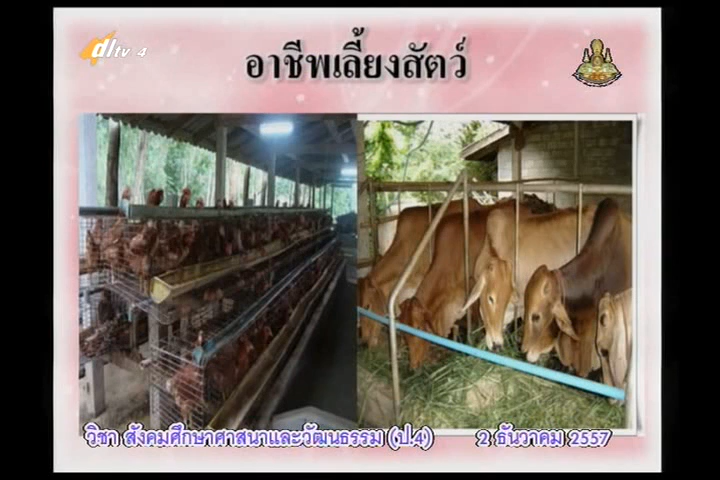 dltv 4
อาชีพเลี้ยงสัตว์
วิชา สังคมศึกษาศาสนาและวัฒนธรรม (ป.4) 2 ธันวาคม 2557